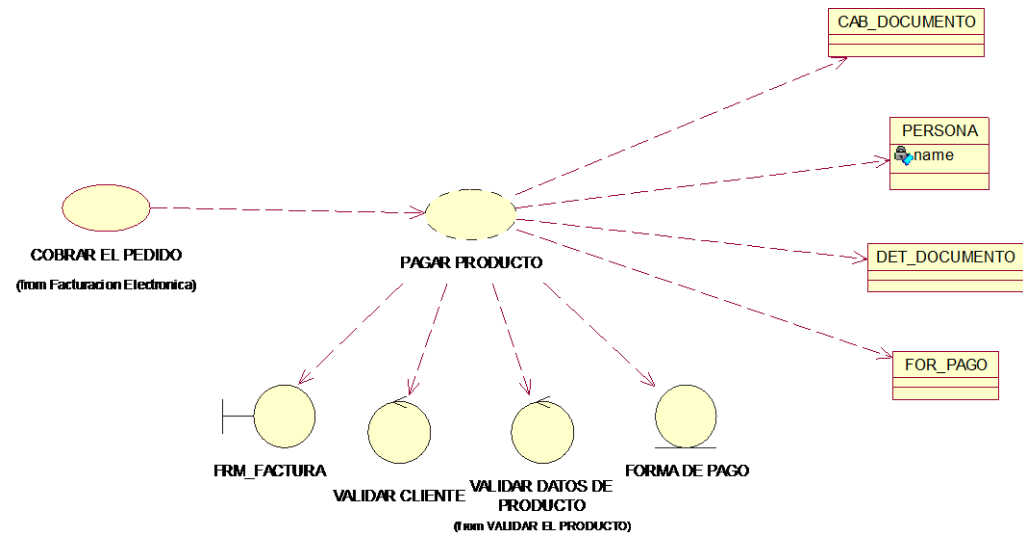 CAB_DOCUMENTO
PERSONA
name
COBRAR EL PEDIDO
(from Facturacion Electronica)
PAGAR PRODUCTO
DET_DOCUMENTO
FOR_PAGO
FRM_FACTURA
VALIDAR CLIENTE
VALIDAR DATOS DE
PRODUCTO
(from VALIDAR EL PRODUCTO)
FORMA DE PAGO